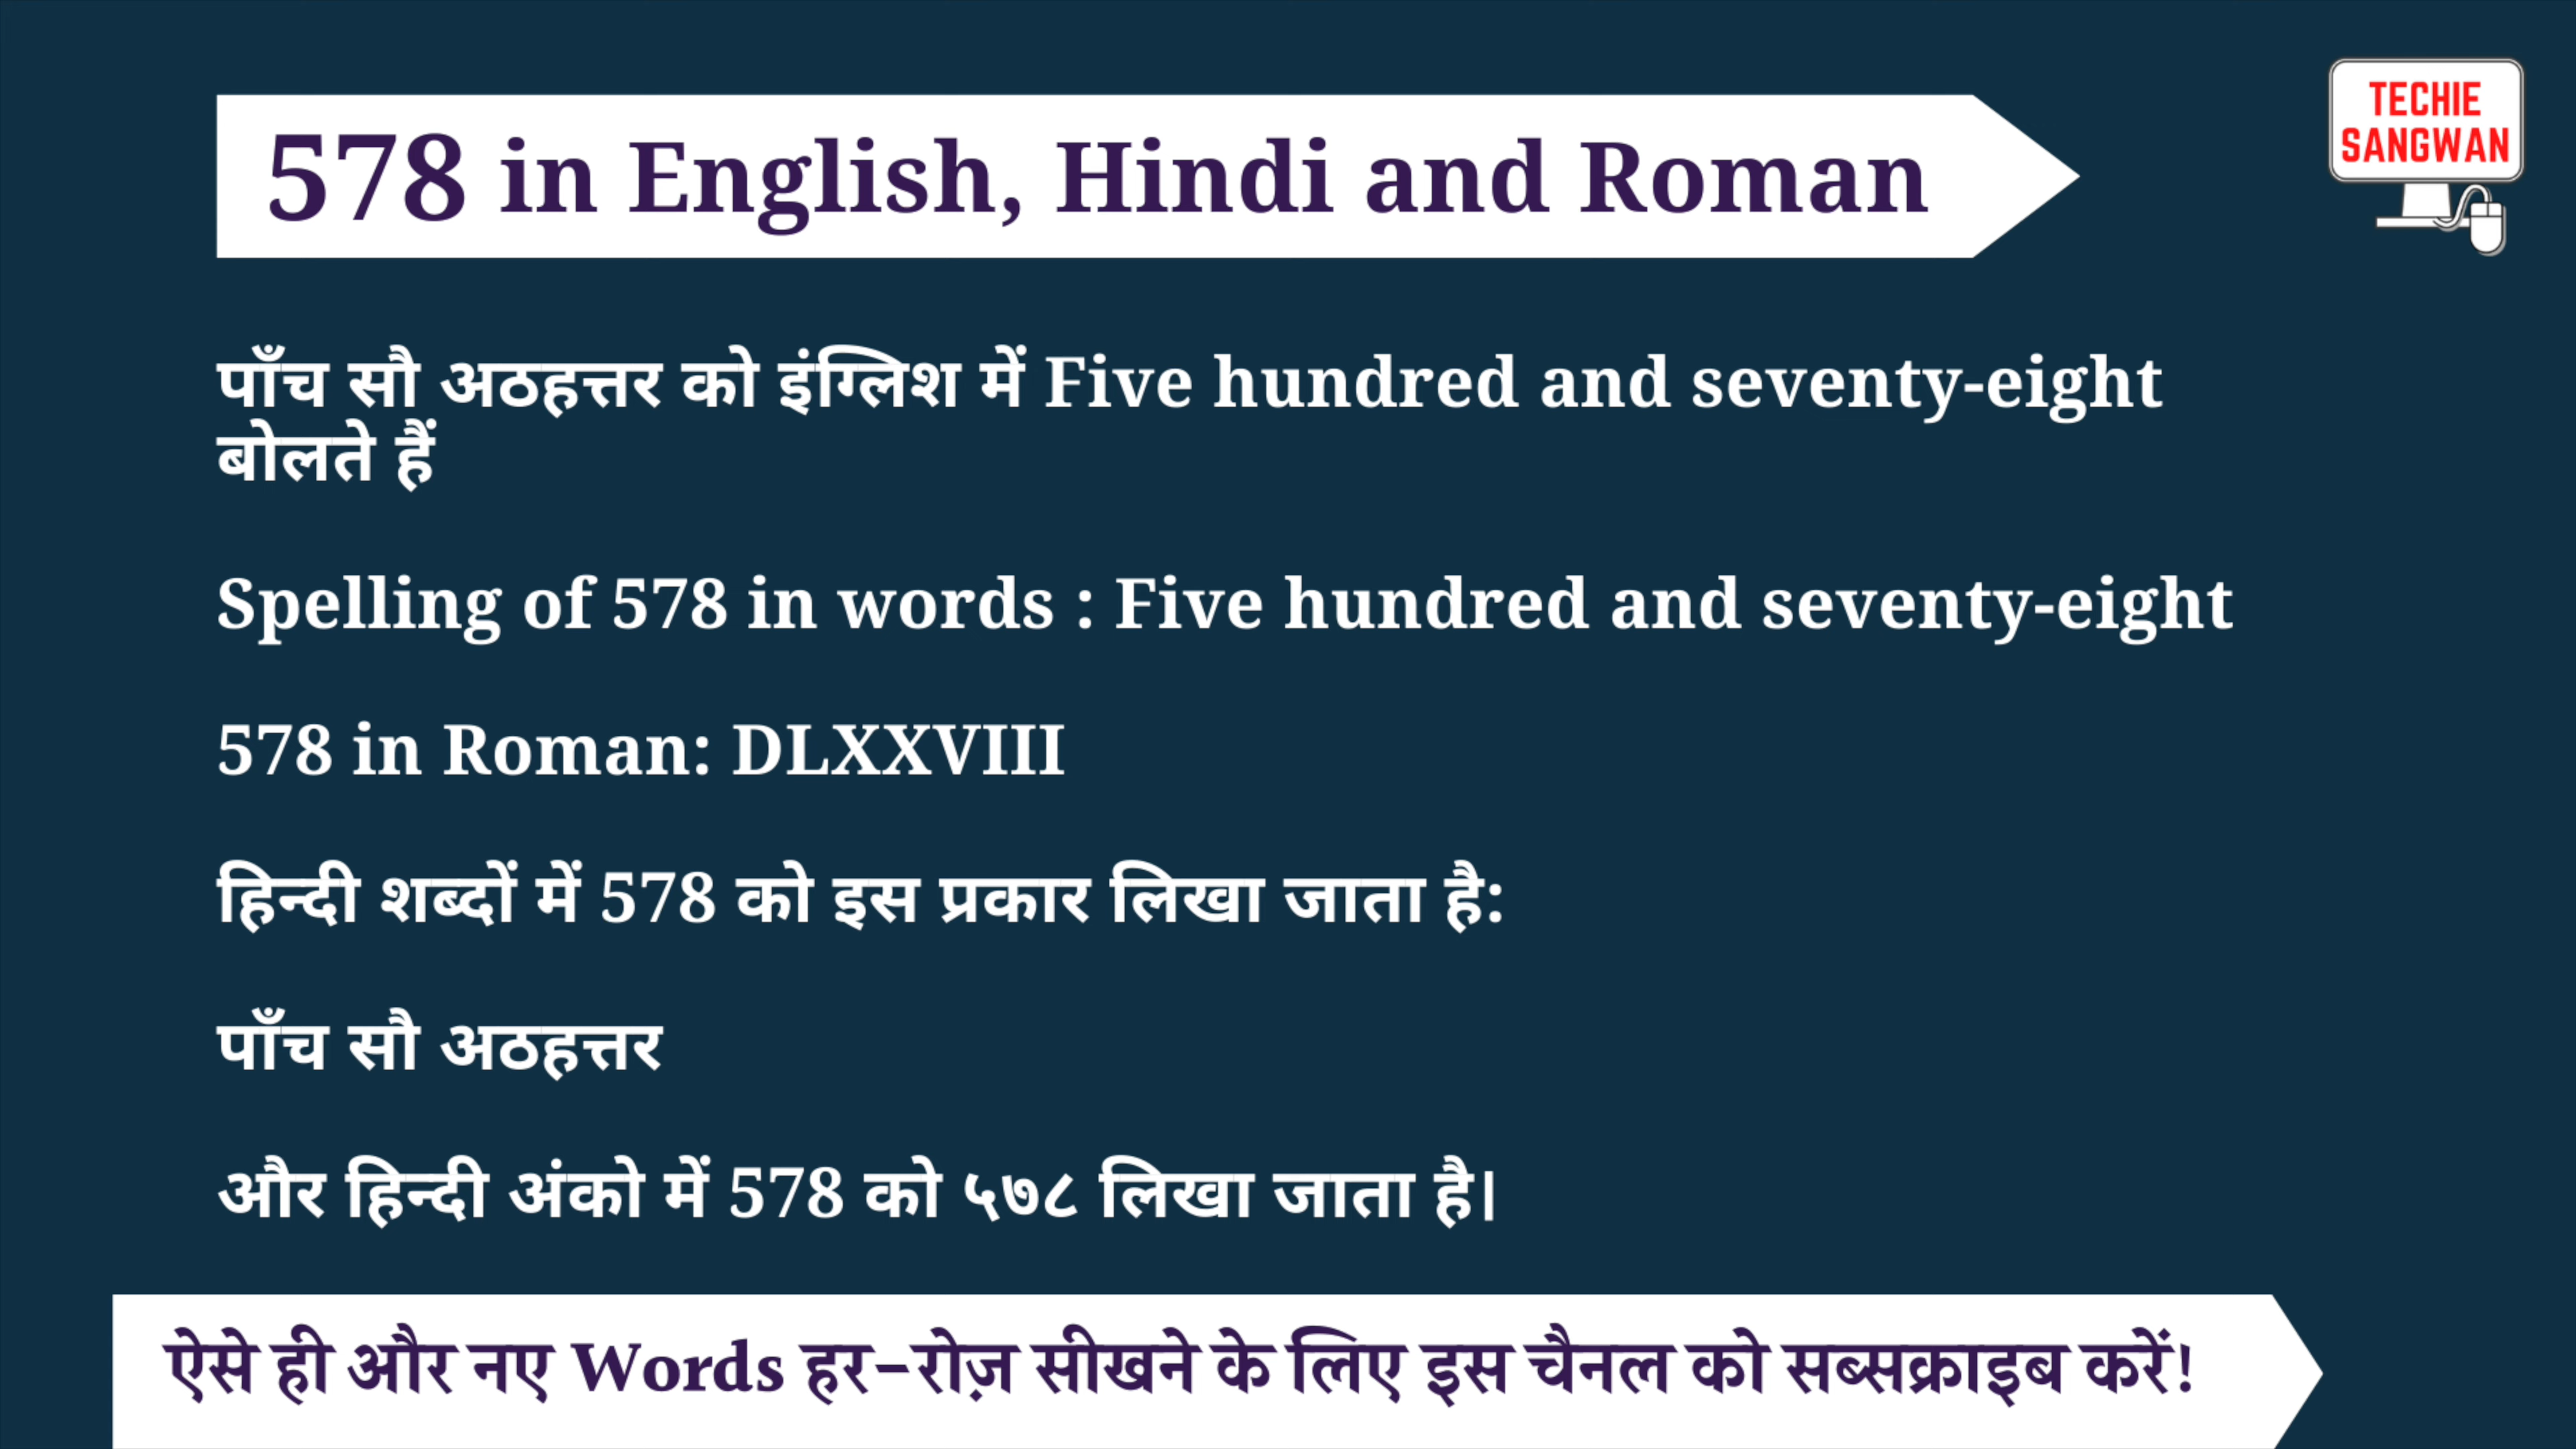 578 in English, Hindi and Roman
TECHIE
SANGWAN
पाँच सौ अठहत्तर को इंग्लिश में Five hundred and seventy-eight
बोलते हैं
Spelling of 578 in words : Five hundred and seventy-eight
578 in Roman: DLXXVIII
हिन्दी शब्दों में 578 को इस प्रकार लिखा जाता है:
पाँच सौ अठहत्तर
और हिन्दी अंको में 578 को ५७८ लिखा जाता है।
ऐसे ही और नए Words हर-रोज़ सीखने के लिए इस चैनल को सब्सक्राइब करें!